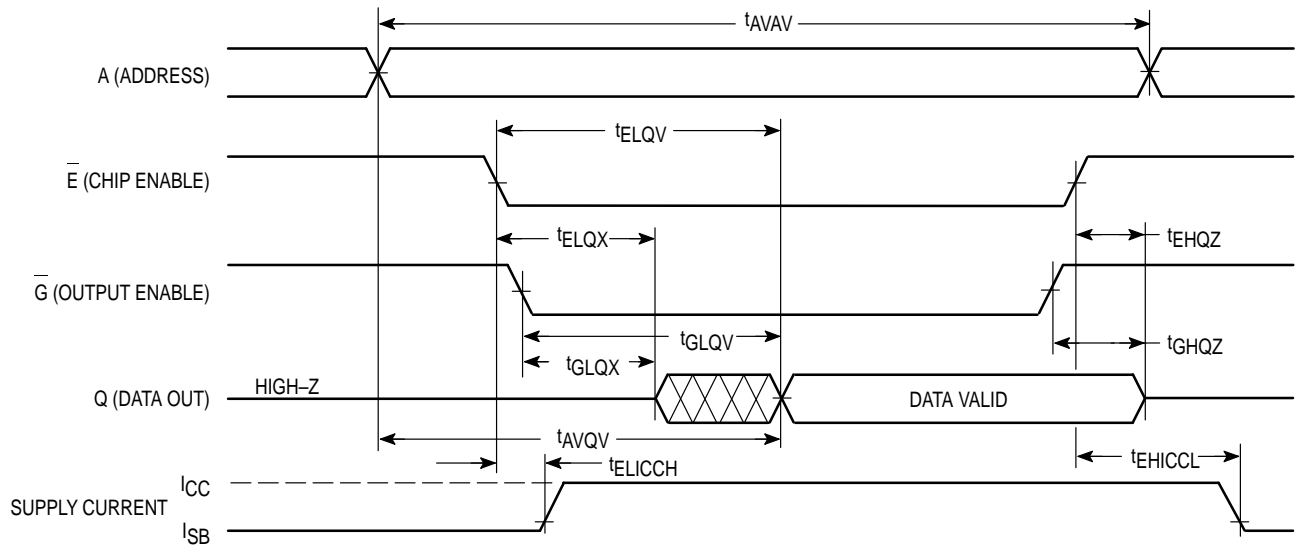 tAVAV
A (ADDRESS)
tELQV
E (CHIP ENABLE)
tELQX
tEHQZ
G (OUTPUT ENABLE)
tGLQV
tGHQZ
tGLQX
HIGH–Z
Q (DATA OUT)
DATA VALID
tAVQV
tELICCH
tEHICCL
ICC
SUPPLY CURRENT
ISB